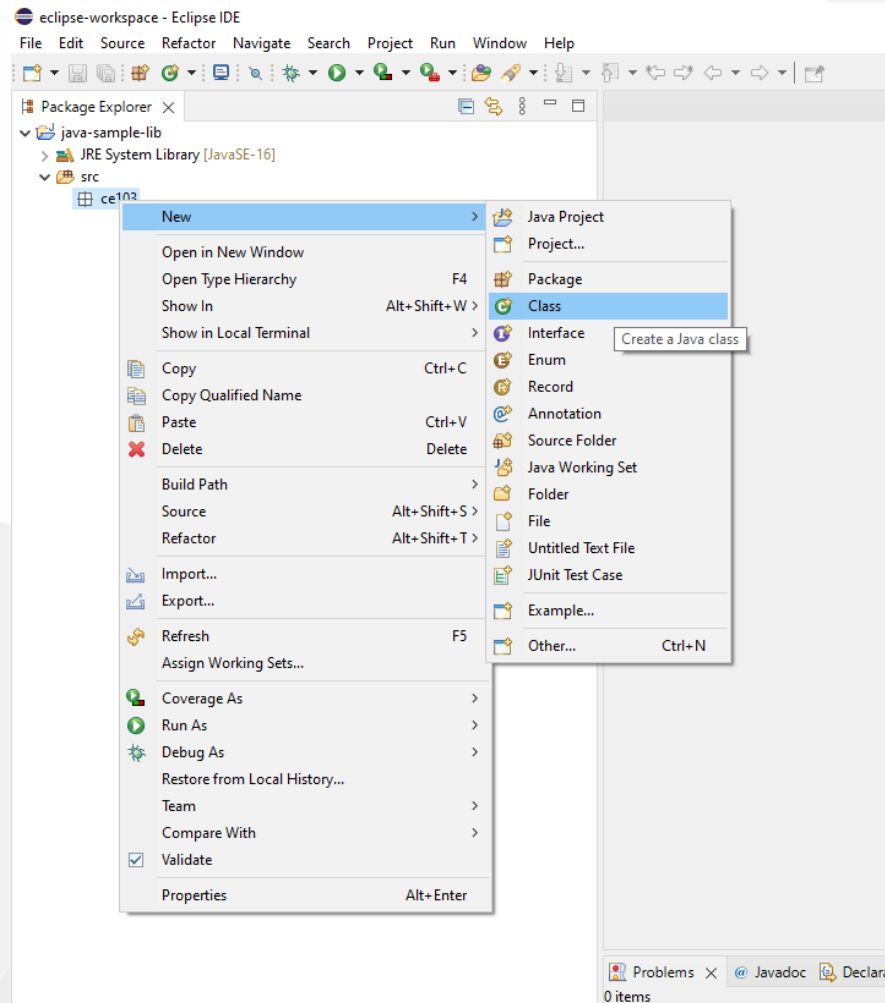 eclipse-workspace - Eclipse IDE
File Edit Source Refactor Navigate Search Project Run Window Help
Package Explorer
java-sample-lib
JRE System Library [JavaSE-16]
src
ce103
New
Open in New Window
Open Type Hierarchy F4
Show In Alt+Shift+W
Show in Local Terminal
Copy Ctrl+C
Copy Qualified Name
Paste Ctrl+V
Delete Delete
Build Path
Source Alt+Shift+S
Refactor Alt+Shift+T
Import...
Export...
Refresh F5
Assign Working Sets...
Coverage As
Run As
Debug As
Restore from Local History...
Team
Compare With
Validate
Properties Alt+Enter
Java Project
Project...
Package
Class
Interface
Create a Java class
Enum
Record
Annotation
Source Folder
Java Working Set
Folder
File
Untitled Text File
JUnit Test Case
Example...
Other... Ctrl+N
Problems @ Javadoc Declara
0 items